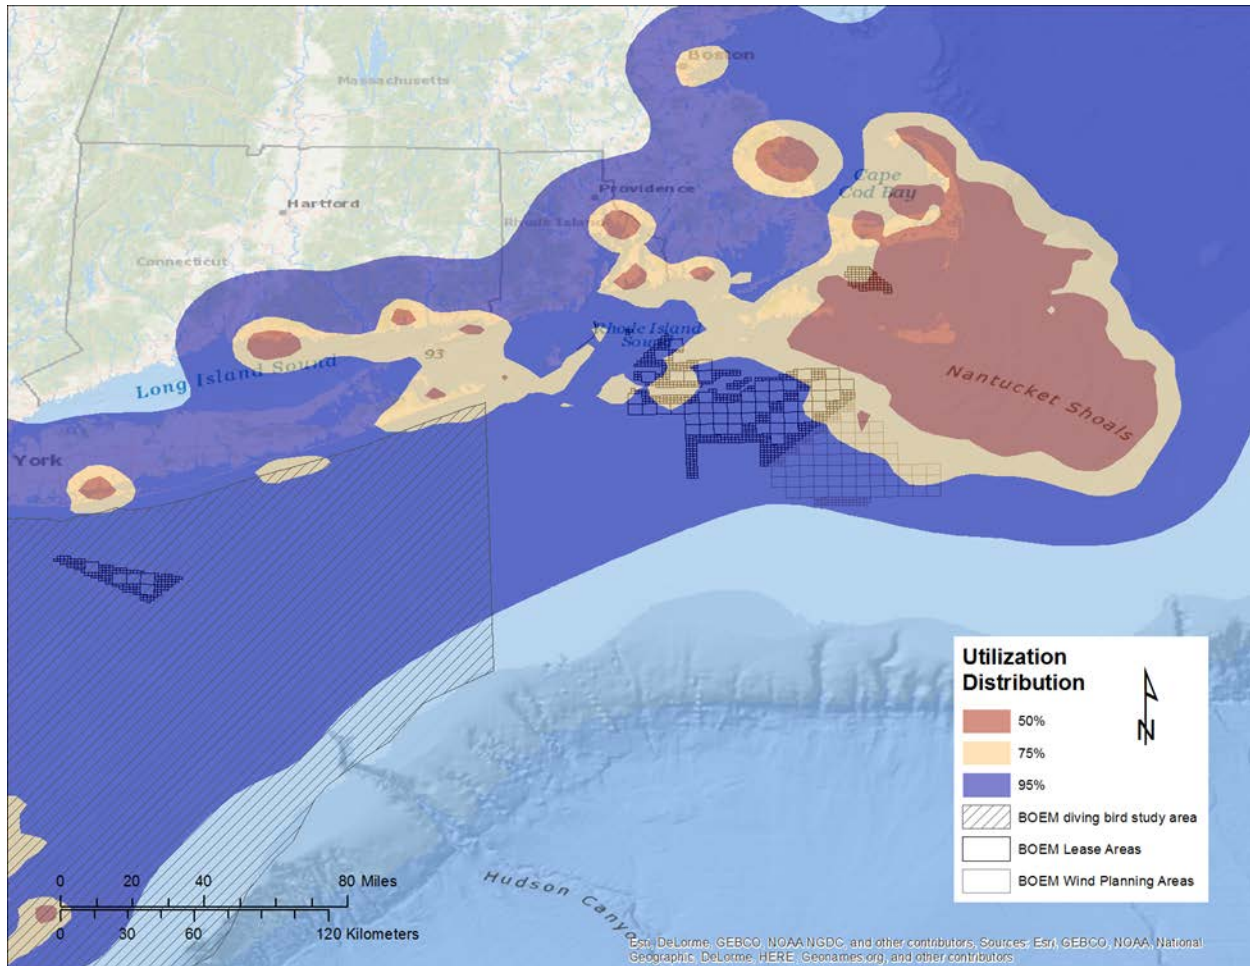 Boston
Massachusetts
Cape
Cod Bay
Providence
Hartford
Rhode Island
Connecticut
Rhode Island
Sound
93
Long Island Sound
Nantucket Shoals
York
Utilization
Distribution
50%
75%
95%
BOEM diving bird study area
BOEM Lease Areas
BOEM Wind Planning Areas
N
0 20 40 80 Miles
0 30 60 120 Kilometers
Hudson Canyo
Esri, DeLorme, GEBCO, NOAA NGDC, and other contributors, Sources: Esri, GEBCO, NOAA, National
Geographic, DeLorme, HERE, Geonames.org, and other contributors